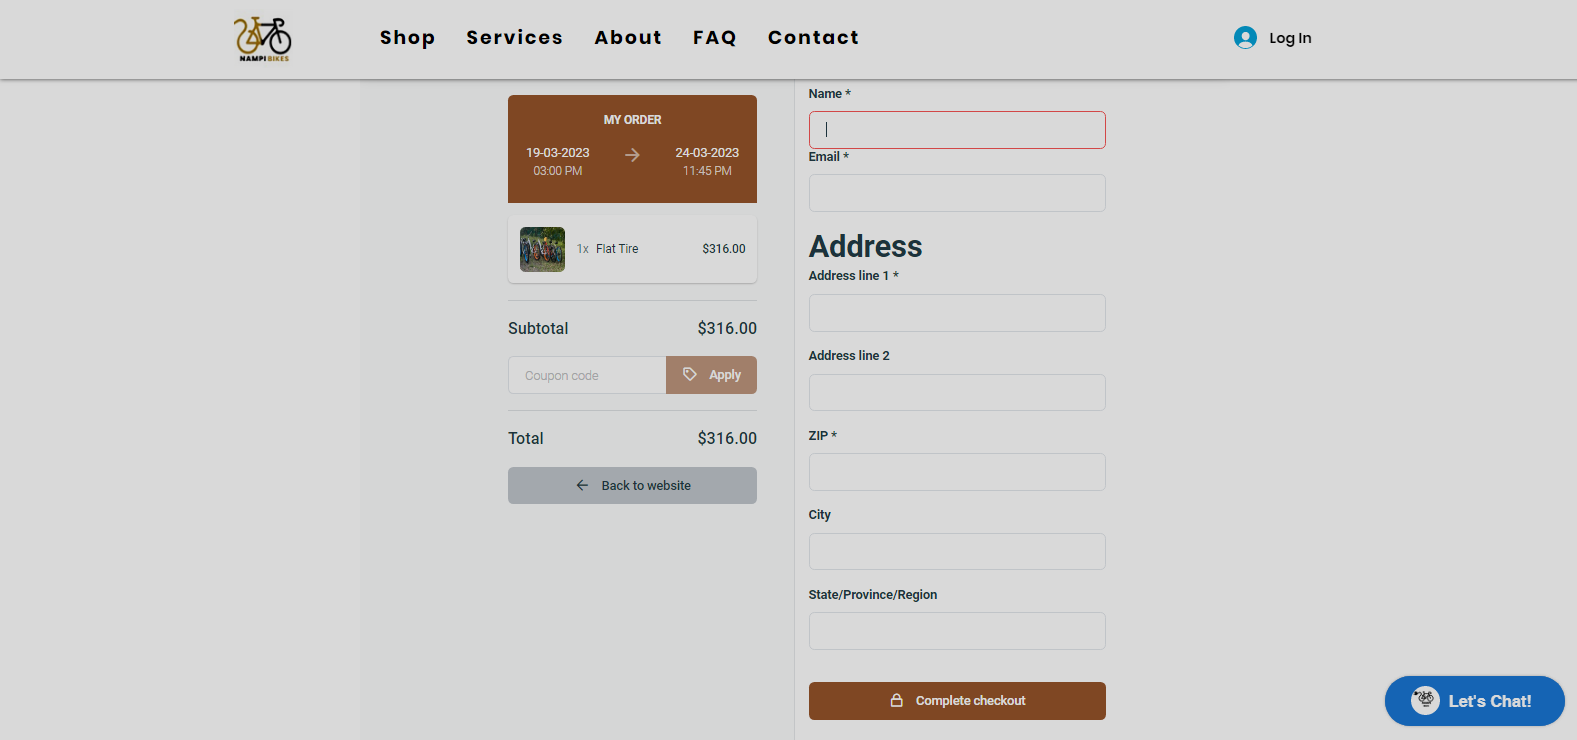 NAMPIBIKES
Shop Services About FAQ Contact
Log In
MY ORDER
19-03-2023 24-03-2023
03:00 PM 11:45 PM
1x Flat Tire $316.00
Subtotal $316.00
Coupon code Apply
Total $316.00
Back to website
Name *
Email *
Address
Address line 1 *
Address line 2
ZIP *
City
State/Province/Region
Complete checkout
Let's Chat!